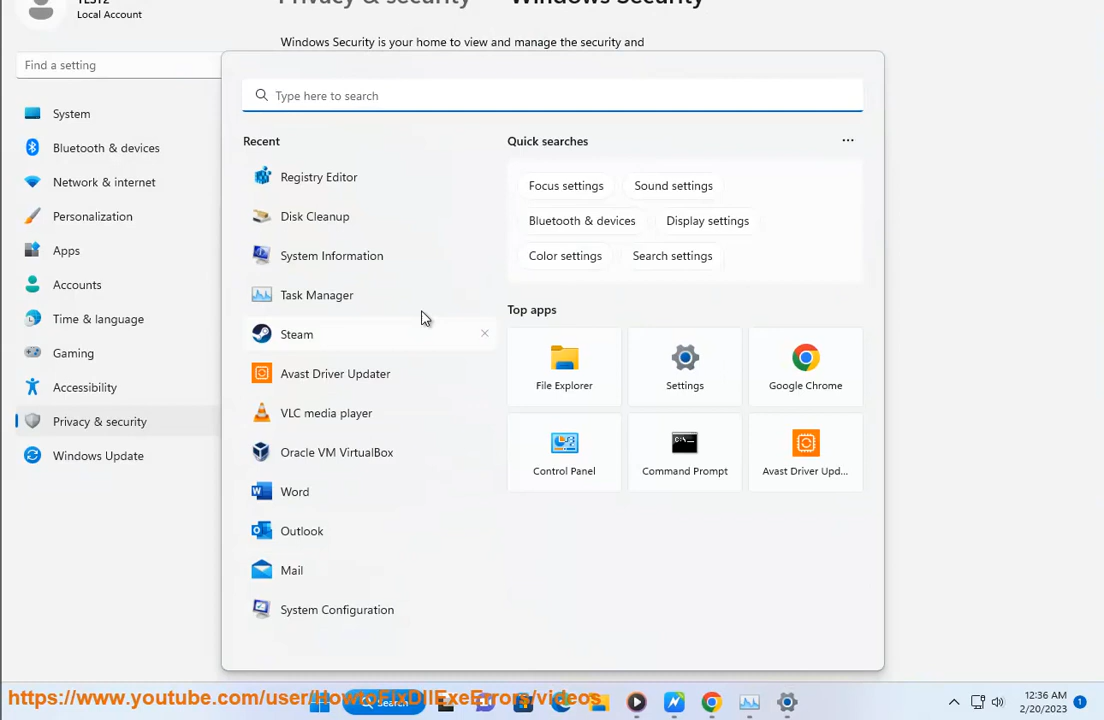 Privacy & security
Windows Security
Local Account
Windows Security is your home to view and manage the security and
Find a setting
System
Bluetooth & devices
Network & internet
Personalization
Apps
Accounts
Time & language
Gaming
Accessibility
Privacy & security
Windows Update
Type here to search
Recent
Registry Editor
Disk Cleanup
System Information
Task Manager
Steam
Avast Driver Updater
VLC media player
Oracle VM VirtualBox
Word
Outlook
Mail
System Configuration
Quick searches
Focus settings
Sound settings
Bluetooth & devices
Display settings
Color settings
Search settings
Top apps
File Explorer
Settings
Google Chrome
Control Panel
Command Prompt
Avast Driver Upd...
https://www.youtube.com/user/HowtoFixDllExeErrors/videos
Search
12:36 AM
2/20/2023
1